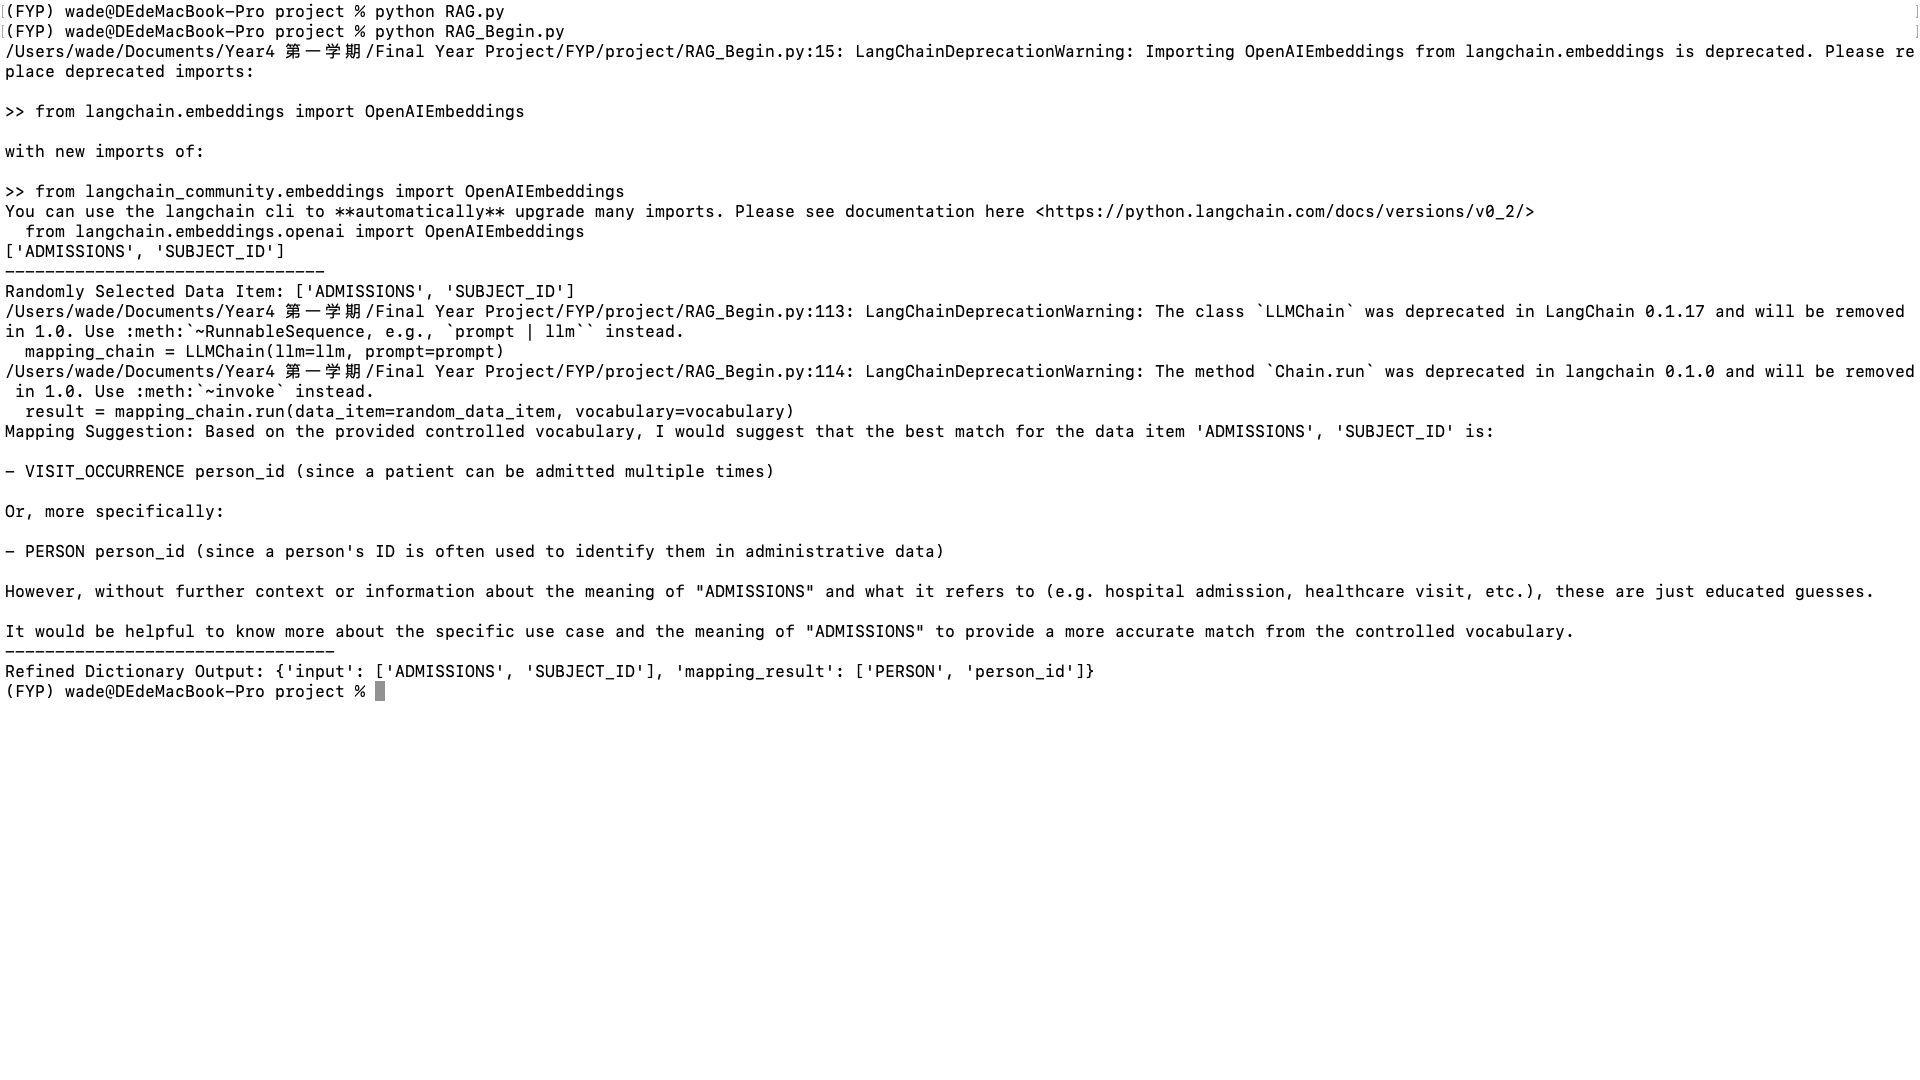 (FYP) wade@DEdeMacBook-Pro project % python RAG.py
(FYP) wade@DEdeMacBook-Pro project % python RAG_Begin.py
/Users/wade/Documents/Year4 第一学期/Final Year Project/FYP/project/RAG_Begin.py:15: LangChainDeprecationWarning: Importing OpenAIEmbeddings from langchain.embeddings is deprecated. Please re
place deprecated imports:
>> from langchain.embeddings import OpenAIEmbeddings
with new imports of:
>> from langchain_community.embeddings import OpenAIEmbeddings
You can use the langchain cli to **automatically** upgrade many imports. Please see documentation here <https://python.langchain.com/docs/versions/v0_2/>
  from langchain.embeddings.openai import OpenAIEmbeddings
['ADMISSIONS', 'SUBJECT_ID']
--------------------------------
Randomly Selected Data Item: ['ADMISSIONS', 'SUBJECT_ID']
/Users/wade/Documents/Year4 第一学期/Final Year Project/FYP/project/RAG_Begin.py:113: LangChainDeprecationWarning: The class `LLMChain` was deprecated in LangChain 0.1.17 and will be removed
in 1.0. Use :meth:`~RunnableSequence, e.g., `prompt | llm`` instead.
  mapping_chain = LLMChain(llm=llm, prompt=prompt)
/Users/wade/Documents/Year4 第一学期/Final Year Project/FYP/project/RAG_Begin.py:114: LangChainDeprecationWarning: The method `Chain.run` was deprecated in langchain 0.1.0 and will be removed
 in 1.0. Use :meth:`~invoke` instead.
  result = mapping_chain.run(data_item=random_data_item, vocabulary=vocabulary)
Mapping Suggestion: Based on the provided controlled vocabulary, I would suggest that the best match for the data item 'ADMISSIONS', 'SUBJECT_ID' is:
- VISIT_OCCURRENCE person_id (since a patient can be admitted multiple times)
Or, more specifically:
- PERSON person_id (since a person's ID is often used to identify them in administrative data)
However, without further context or information about the meaning of "ADMISSIONS" and what it refers to (e.g. hospital admission, healthcare visit, etc.), these are just educated guesses.
It would be helpful to know more about the specific use case and the meaning of "ADMISSIONS" to provide a more accurate match from the controlled vocabulary.
---------------------------------
Refined Dictionary Output: {'input': ['ADMISSIONS', 'SUBJECT_ID'], 'mapping_result': ['PERSON', 'person_id']}
(FYP) wade@DEdeMacBook-Pro project %